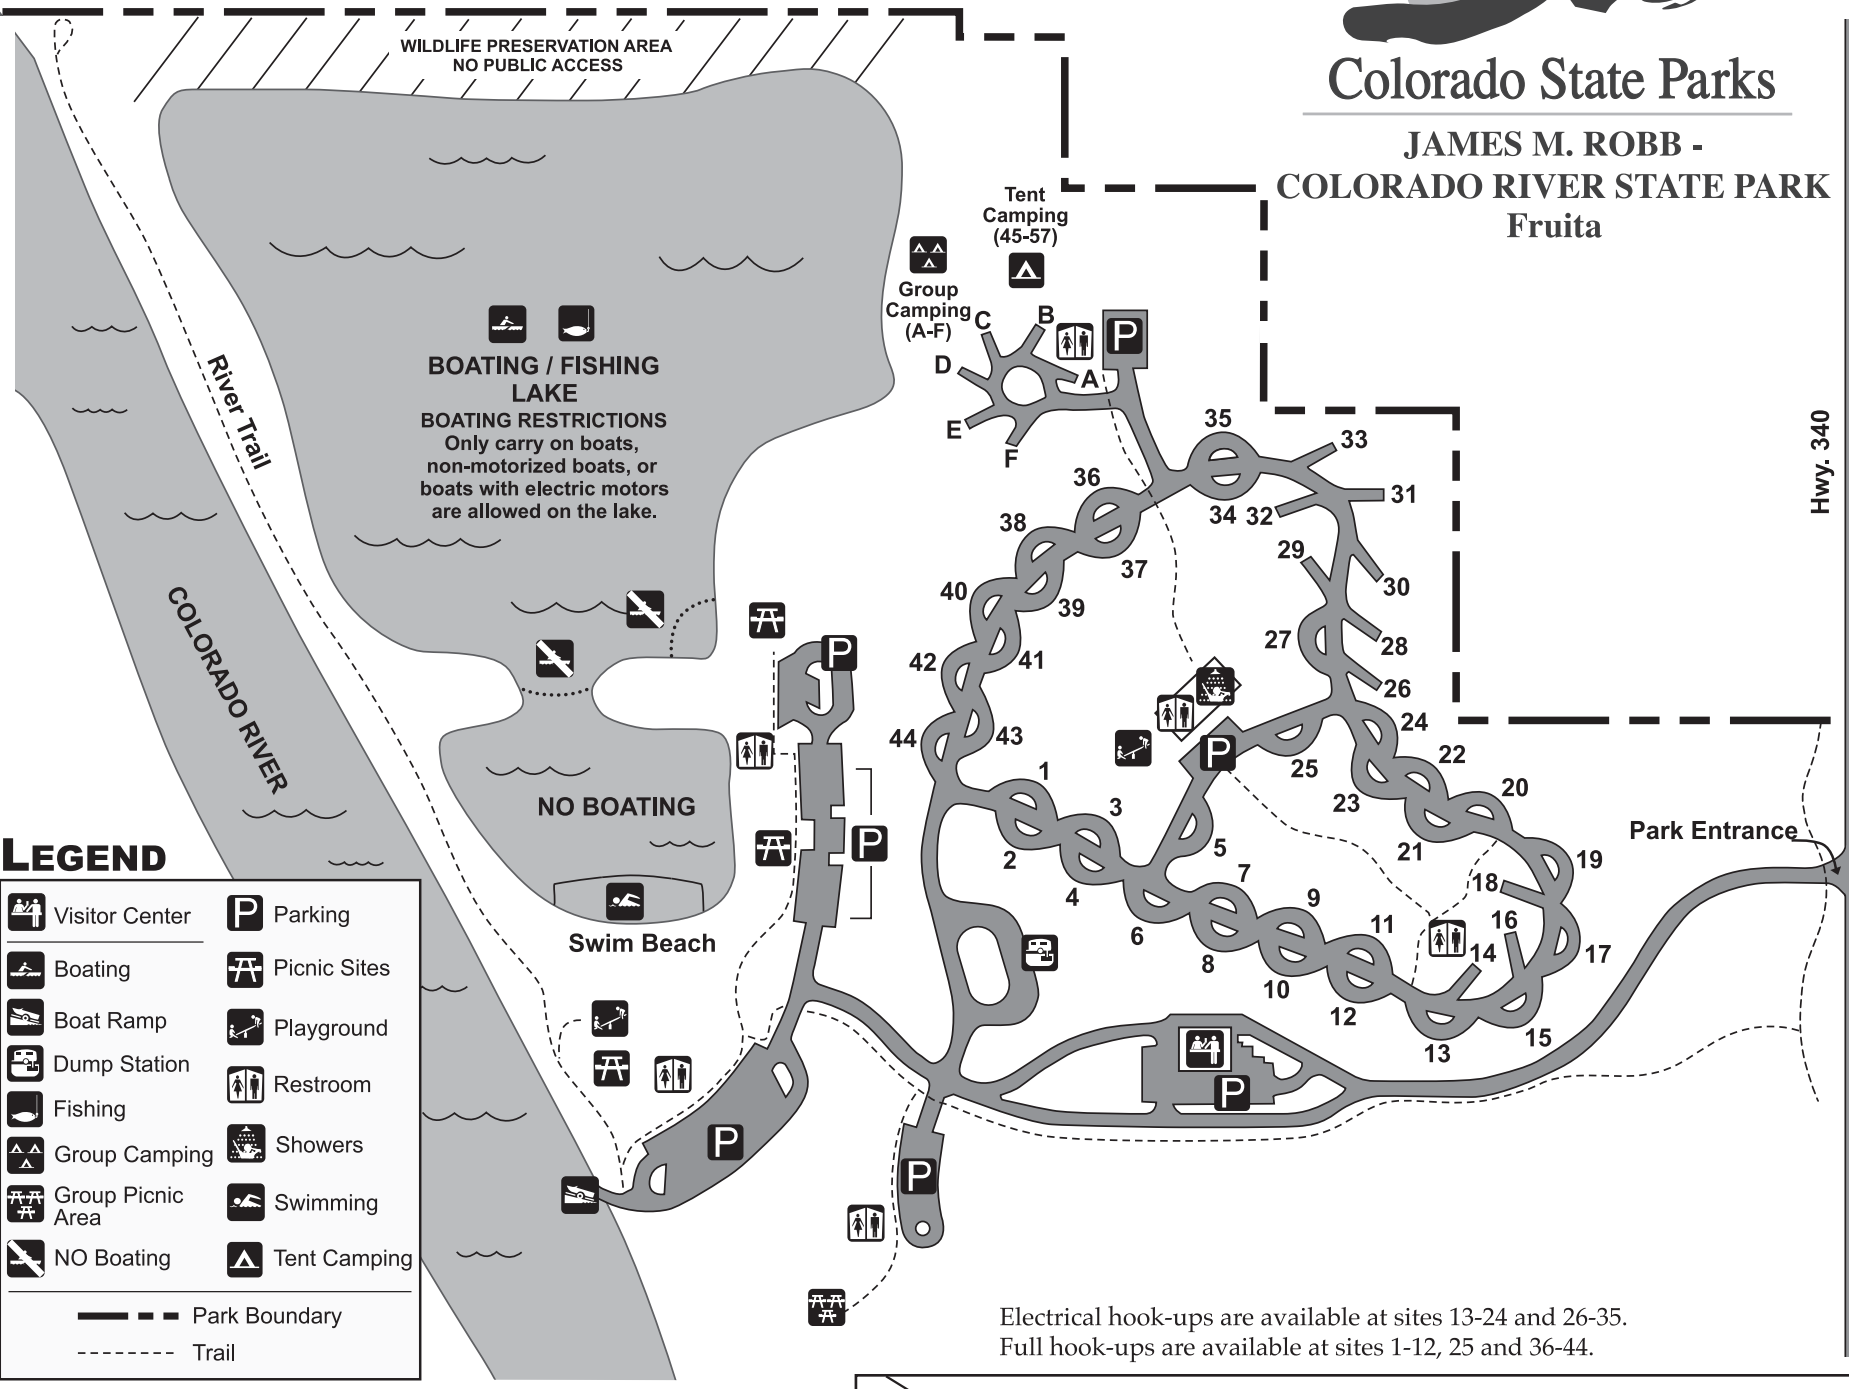 WILDLIFE PRESERVATION AREA
NO PUBLIC ACCESS
Colorado State Parks
JAMES M. ROBB -
COLORADO RIVER STATE PARK
Fruita
Tent
Camping
(45-57)
Group
Camping
(A-F)
C
B
D
A
E
F
P
BOATING / FISHING
LAKE
BOATING RESTRICTIONS
Only carry on boats,
non-motorized boats, or
boats with electric motors
are allowed on the lake.
River Trail
COLORADO RIVER
Hwy. 340
35
33
36
31
34
32
38
29
37
30
40
39
27
28
42
41
26
P
24
44
43
P
22
25
1
20
23
3
NO BOATING
Park Entrance
P
5
21
2
19
7
18
4
9
16
6
11
Swim Beach
14
17
8
10
12
15
13
P
P
P
LEGEND
Visitor Center
P
Parking
Boating
Picnic Sites
Boat Ramp
Playground
Dump Station
Restroom
Fishing
Showers
Group Camping
Group Picnic
Area
Swimming
NO Boating
Tent Camping
Park Boundary
Trail
Electrical hook-ups are available at sites 13-24 and 26-35.
Full hook-ups are available at sites 1-12, 25 and 36-44.